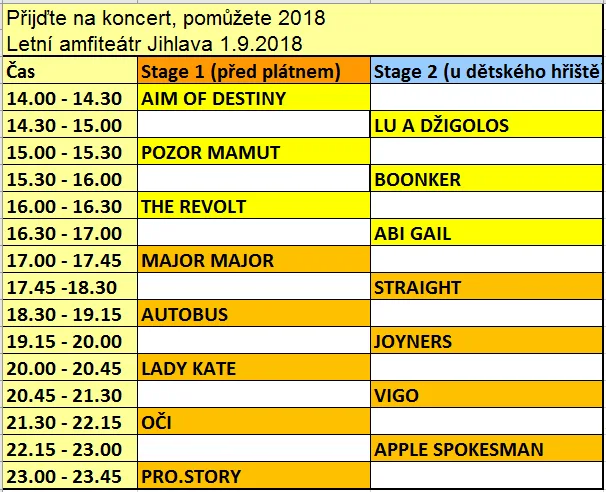 Přijďte na koncert, pomůžete 2018
Letní amfiteátr Jihlava 1.9.2018
Čas Stage 1 (před plátnem) Stage 2 (u dětského hřiště)
14.00 - 14.30 AIM OF DESTINY
14.30 - 15.00 LU A DŽIGOLOS
15.00 - 15.30 POZOR MAMUT
15.30 - 16.00 BOONKER
16.00 - 16.30 THE REVOLT
16.30 - 17.00 ABI GAIL
17.00 - 17.45 MAJOR MAJOR
17.45 -18.30 STRAIGHT
18.30 - 19.15 AUTOBUS
19.15 - 20.00 JOYNERS
20.00 - 20.45 LADY KATE
20.45 - 21.30 VIGO
21.30 - 22.15 OČI
22.15 - 23.00 APPLE SPOKESMAN
23.00 - 23.45 PRO.STORY